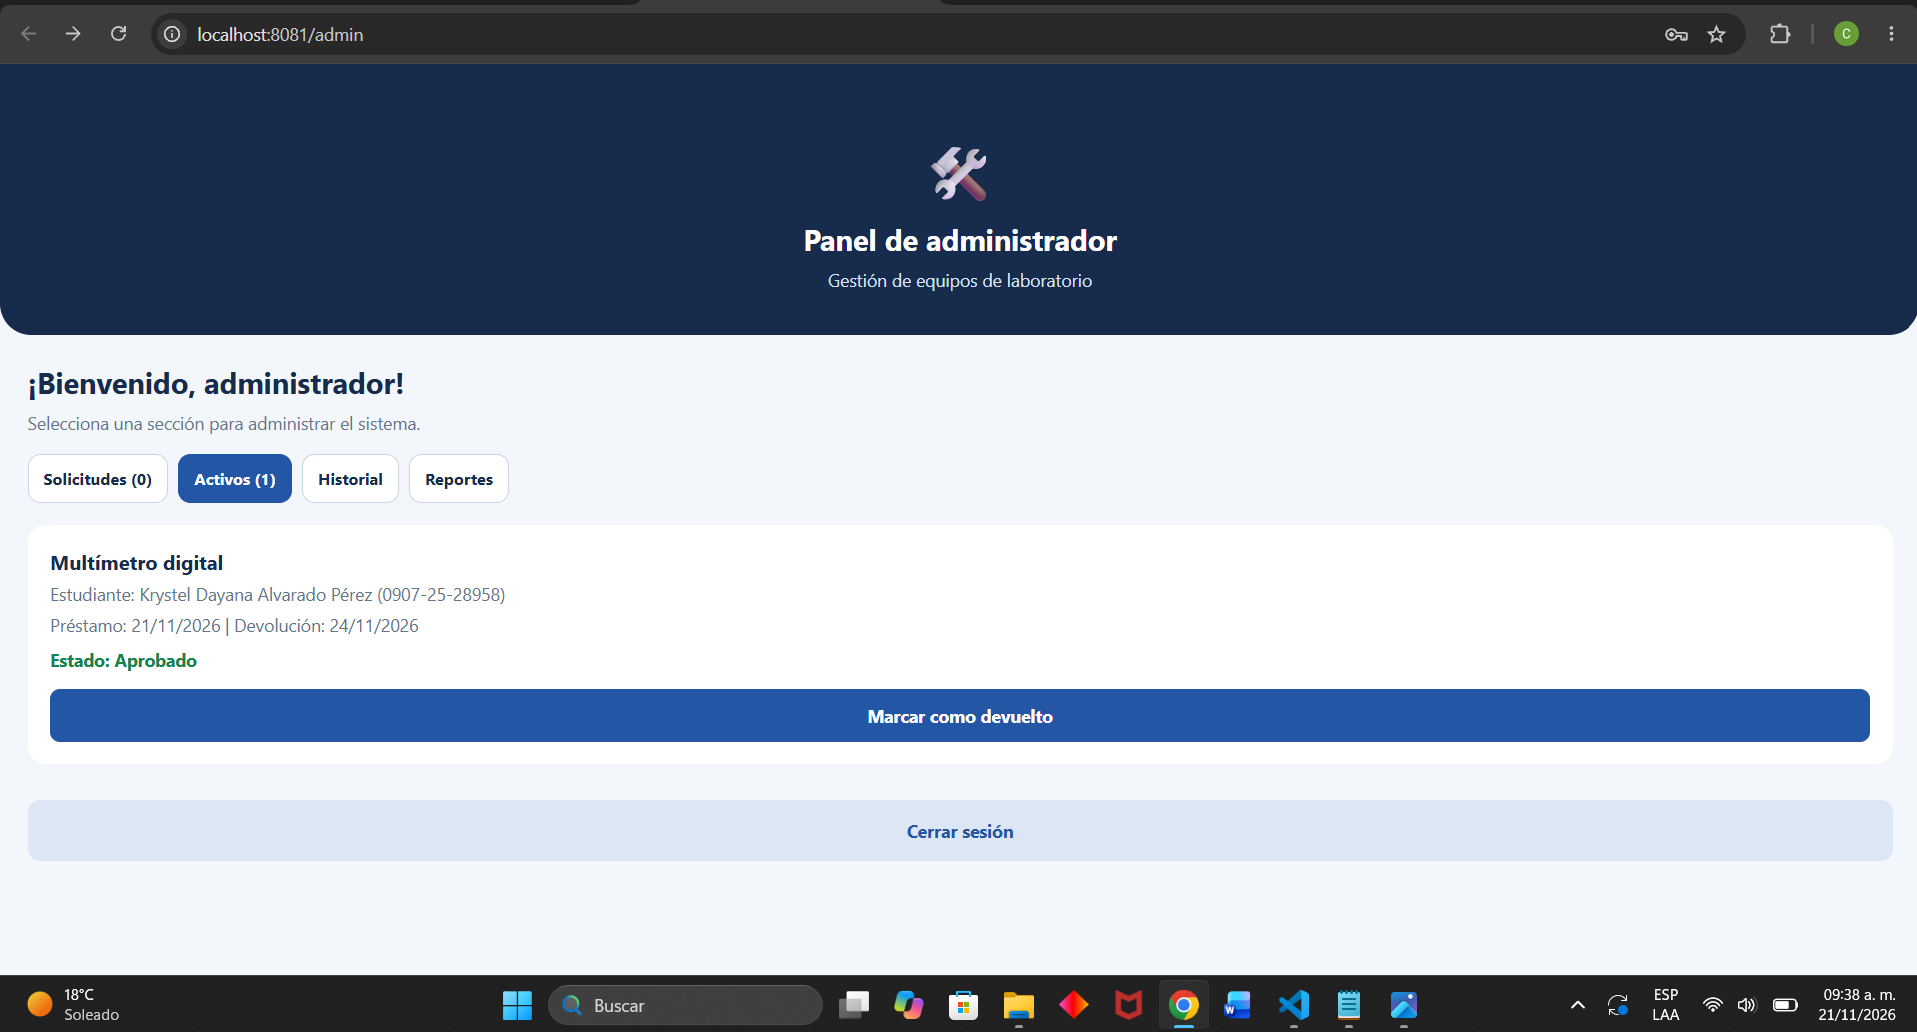 localhost:8081/admin
C
Panel de administrador
Gestión de equipos de laboratorio
¡Bienvenido, administrador!
Selecciona una sección para administrar el sistema.
Solicitudes (0) Activos (1) Historial Reportes
Multímetro digital
Estudiante: Krystel Dayana Alvarado Pérez (0907-25-28958)
Préstamo: 21/11/2026 | Devolución: 24/11/2026
Estado: Aprobado
Marcar como devuelto
Cerrar sesión
18°C
Soleado
Buscar
W
ESP
LAA
09:38 a. m.
21/11/2026